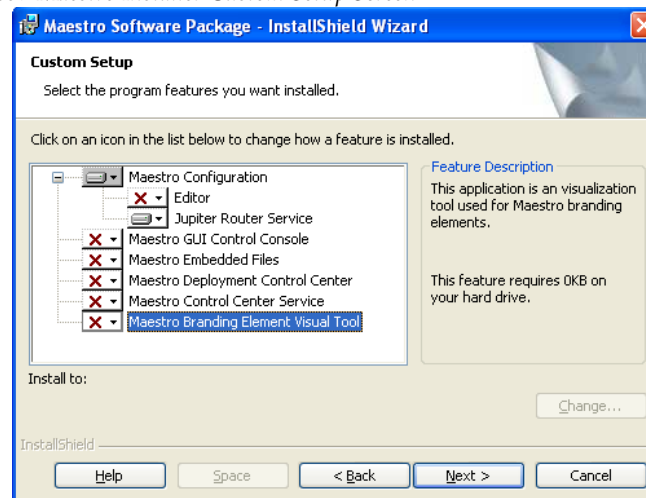 Maestro Software Package - InstallShield Wizard
Custom Setup
Select the program features you want installed.
Click on an icon in the list below to change how a feature is installed.
Maestro Configuration
Editor
Jupiter Router Service
Maestro GUI Control Console
Maestro Embedded Files
Maestro Deployment Control Center
Maestro Control Center Service
Maestro Branding Element Visual Tool
Feature Description
This application is an visualization
tool used for Maestro branding
elements.
This feature requires 0KB on
your hard drive.
Install to:
Change...
InstallShield
Help
Space
< Back
Next >
Cancel